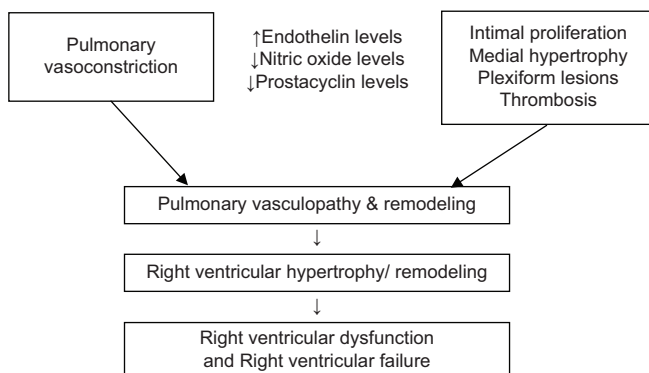 Pulmonary
vasoconstriction
↑Endothelin levels
↓Nitric oxide levels
↓Prostacyclin levels
Intimal proliferation
Medial hypertrophy
Plexiform lesions
Thrombosis
Pulmonary vasculopathy & remodeling
↓
Right ventricular hypertrophy/ remodeling
↓
Right ventricular dysfunction
and Right ventricular failure